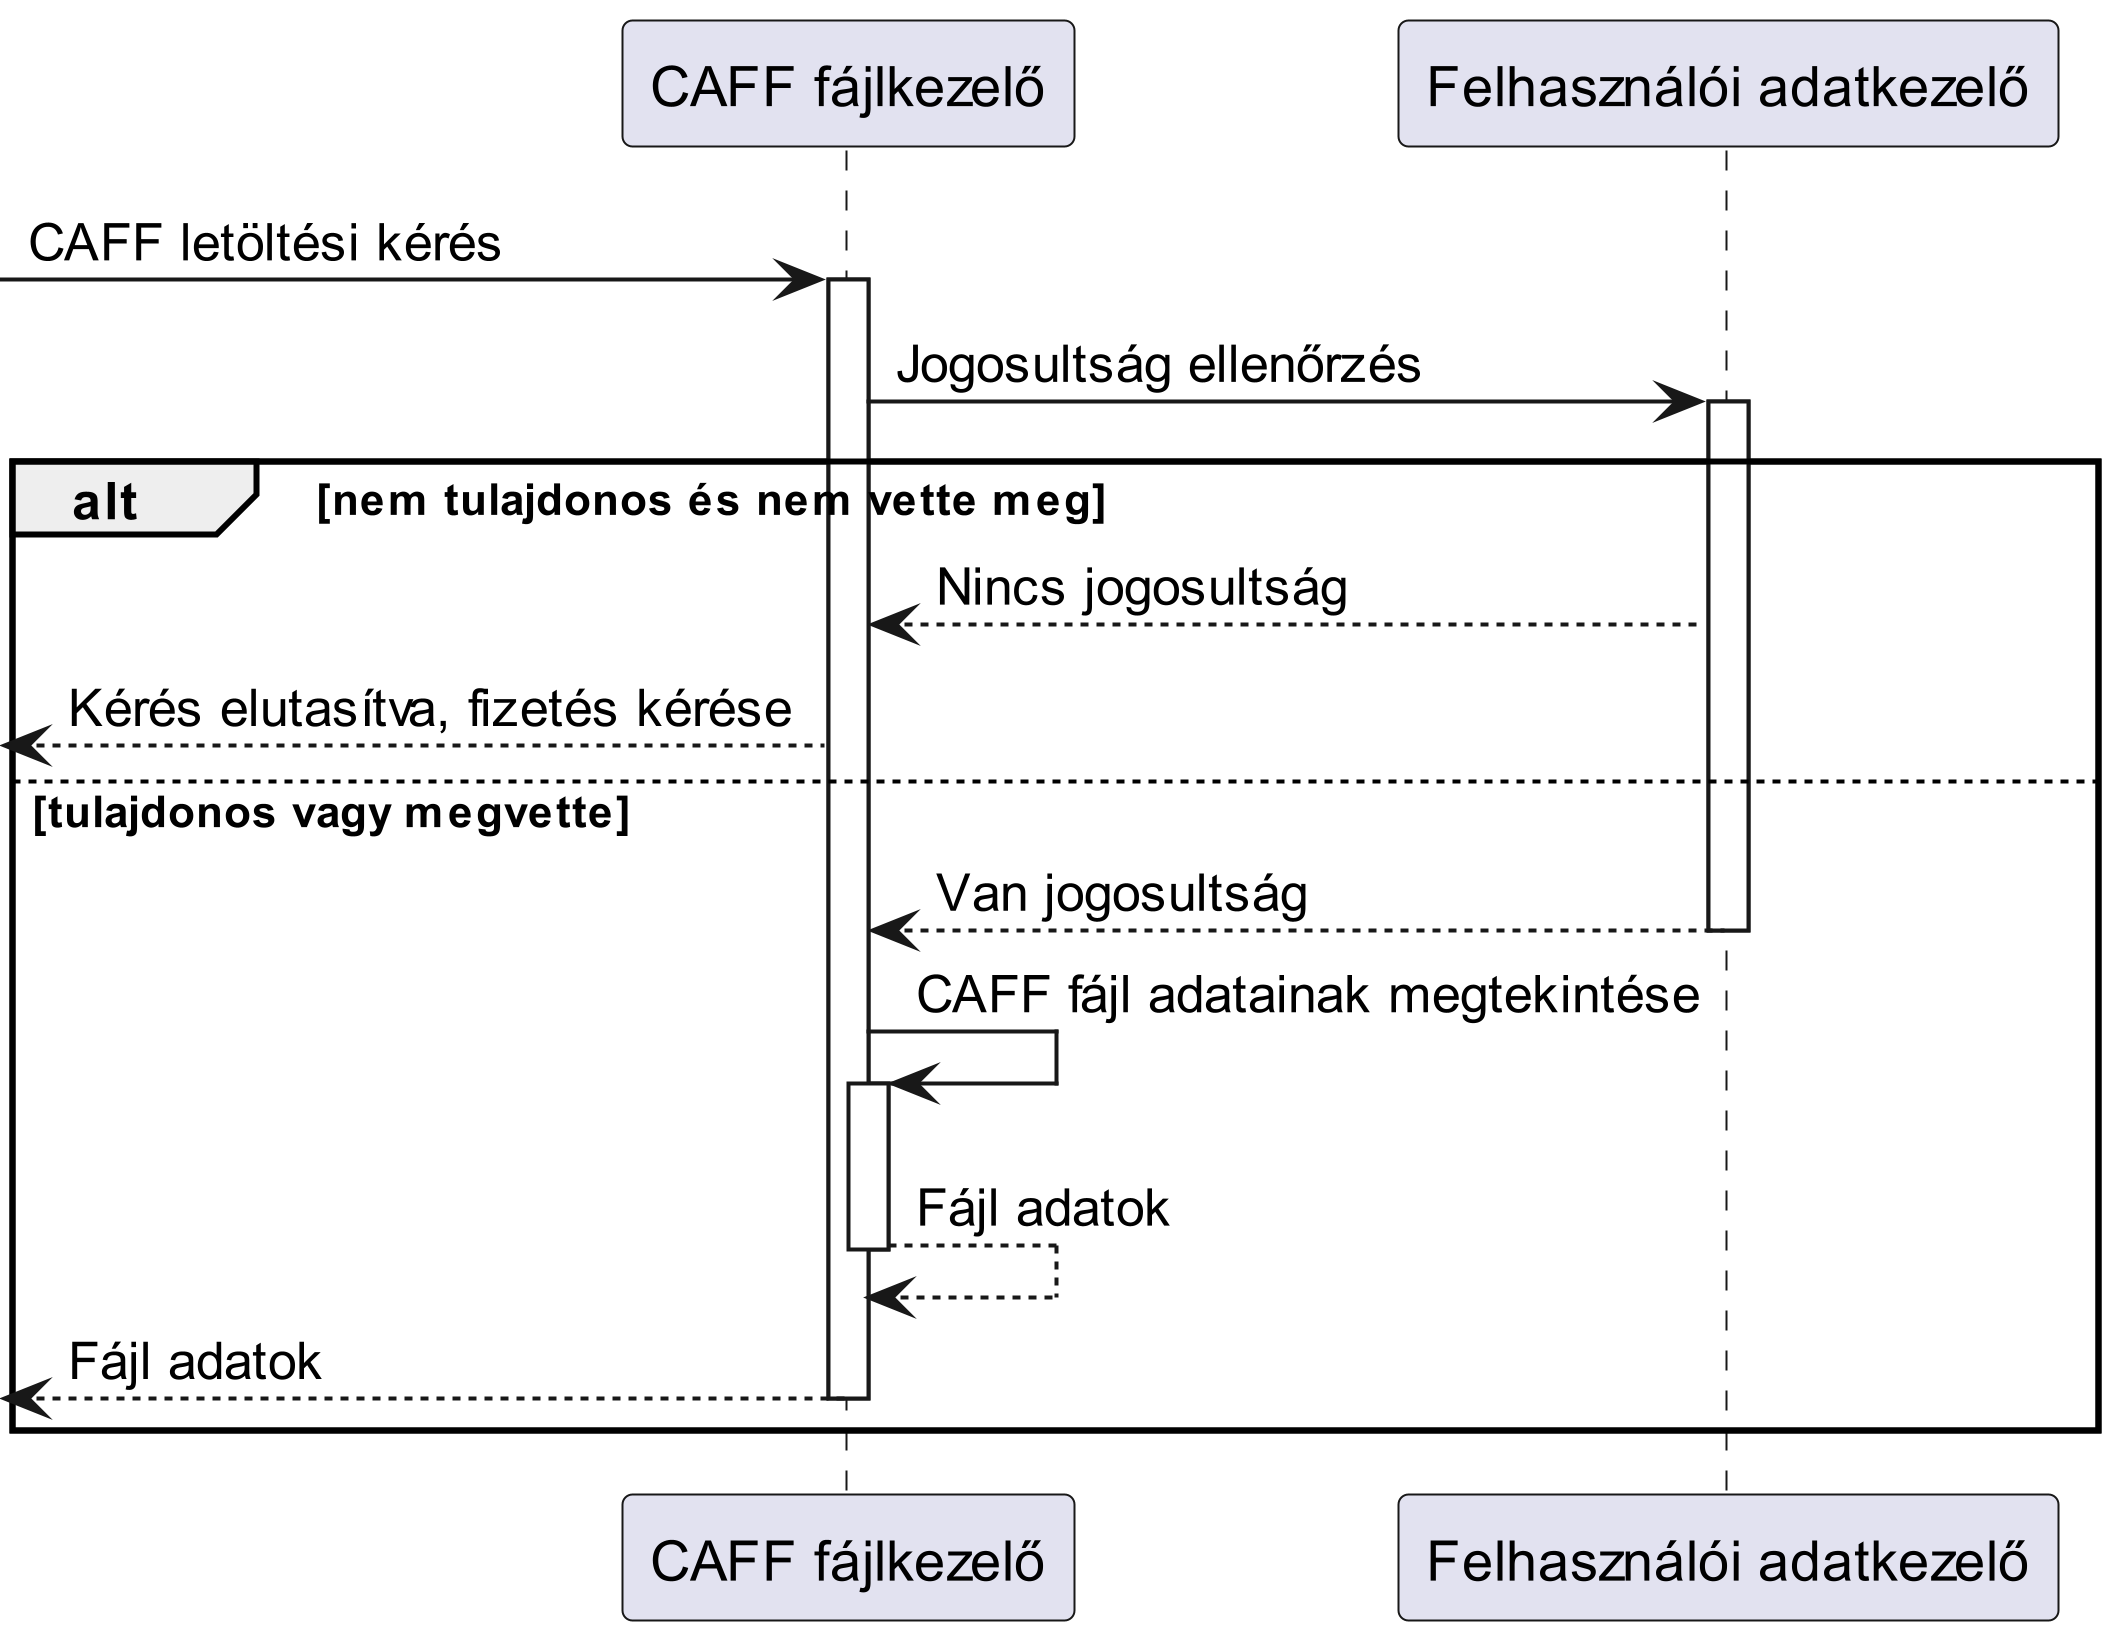 CAFF fájlkezelő
Felhasználói adatkezelő
CAFF letöltési kérés
Jogosultság ellenőrzés
alt
[nem tulajdonos és nem vette meg]
Nincs jogosultság
Kérés elutasítva, fizetés kérése
[tulajdonos vagy megvette]
Van jogosultság
CAFF fájl adatainak megtekintése
Fájl adatok
Fájl adatok
CAFF fájlkezelő
Felhasználói adatkezelő